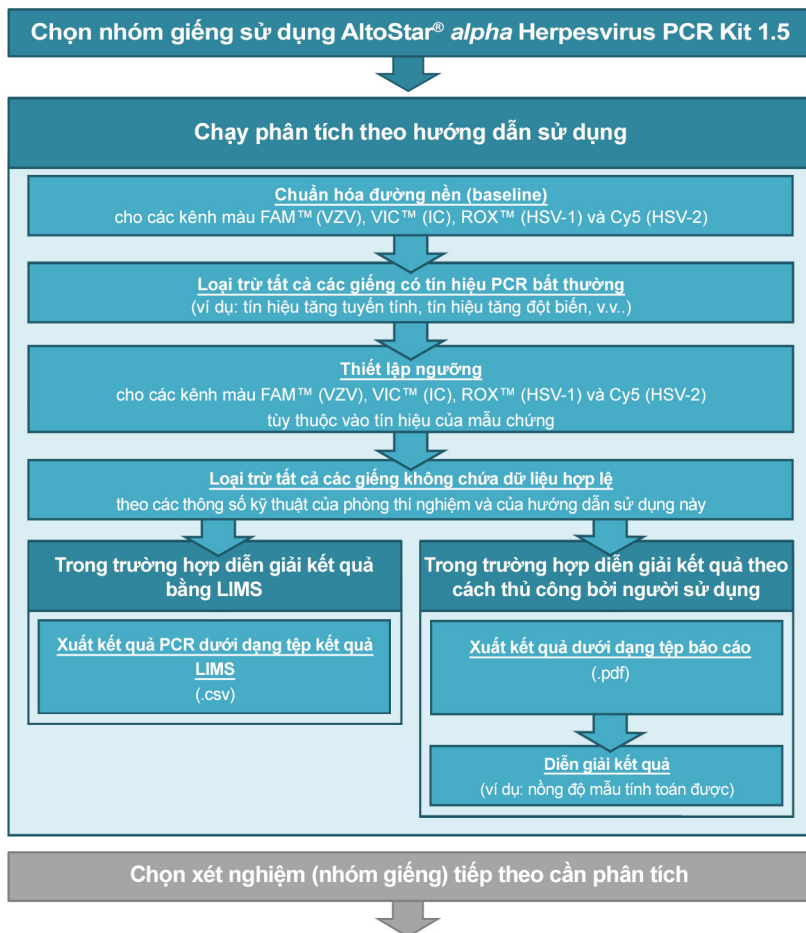 Chọn nhóm giếng sử dụng AltoStar® alpha Herpesvirus PCR Kit 1.5
Chạy phân tích theo hướng dẫn sử dụng
Chuẩn hóa đường nền (baseline)
cho các kênh màu FAM™ (VZV), VIC™ (IC), ROX™ (HSV-1) và Cy5 (HSV-2)
Loại trừ tất cả các giếng có tín hiệu PCR bất thường
(ví dụ: tín hiệu tăng tuyến tính, tín hiệu tăng đột biến, v.v..)
Thiết lập ngưỡng
cho các kênh màu FAM™ (VZV), VIC™ (IC), ROX™ (HSV-1) và Cy5 (HSV-2)
tùy thuộc vào tín hiệu của mẫu chứng
Loại trừ tất cả các giếng không chứa dữ liệu hợp lệ
theo các thông số kỹ thuật của phòng thí nghiệm và của hướng dẫn sử dụng này
Trong trường hợp diễn giải kết quả
bằng LIMS
Xuất kết quả PCR dưới dạng tệp kết quả
LIMS
(.csv)
Trong trường hợp diễn giải kết quả theo
cách thủ công bởi người sử dụng
Xuất kết quả dưới dạng tệp báo cáo
(.pdf)
Diễn giải kết quả
(ví dụ: nồng độ mẫu tính toán được)
Chọn xét nghiệm (nhóm giếng) tiếp theo cần phân tích